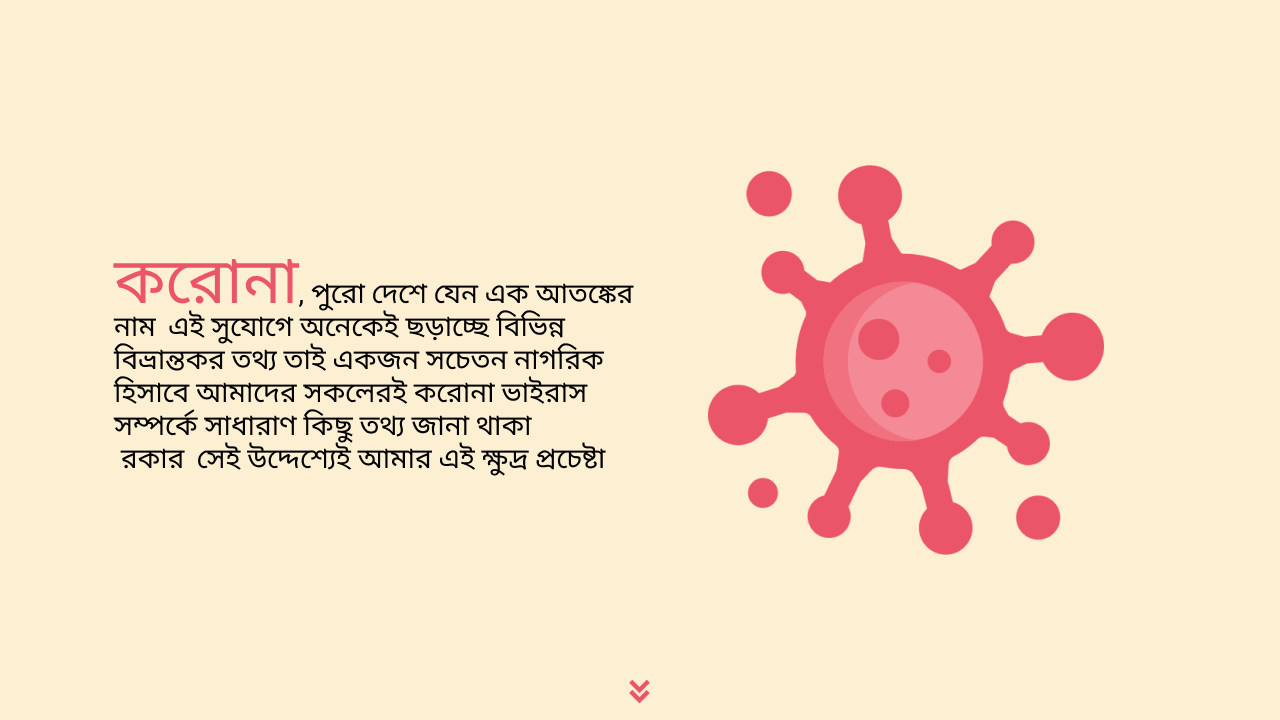 করোনা, পুরো দেশে যেন এক আতঙ্কের
নাম এই সুযোগে অনেকেই ছড়াচ্ছে বিভিন্ন
বিভ্রান্তকর তথ্য তাই একজন সচেতন নাগরিক
হিসাবে আমাদের সকলেরই করোনা ভাইরাস
সম্পর্কে সাধারাণ কিছু তথ্য জানা থাকা
রকার সেই উদ্দেশ্যেই আমার এই ক্ষুদ্র প্রচেষ্টা